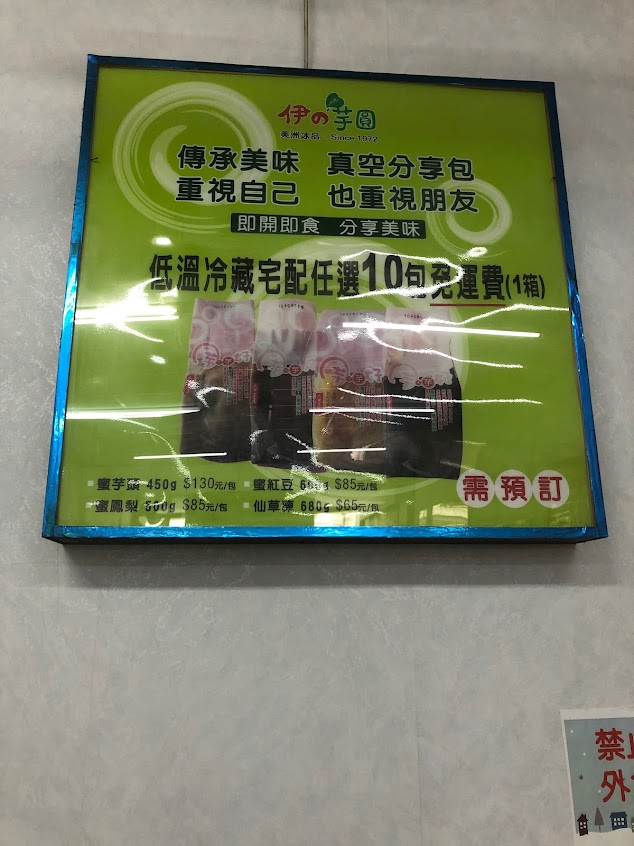 伊の芋園
美洲冰品 Since 1972
傳承美味 真空分享包
重視自己 也重視朋友
即開即食 分享美味
低溫冷藏宅配任選10包免運費(1箱)
蜜芋頭 450g $130元/包
蜜紅豆 600g $85元/包
蜜鳳梨 600g $85元/包
仙草凍 680g $65元/包
需預訂
禁止
外